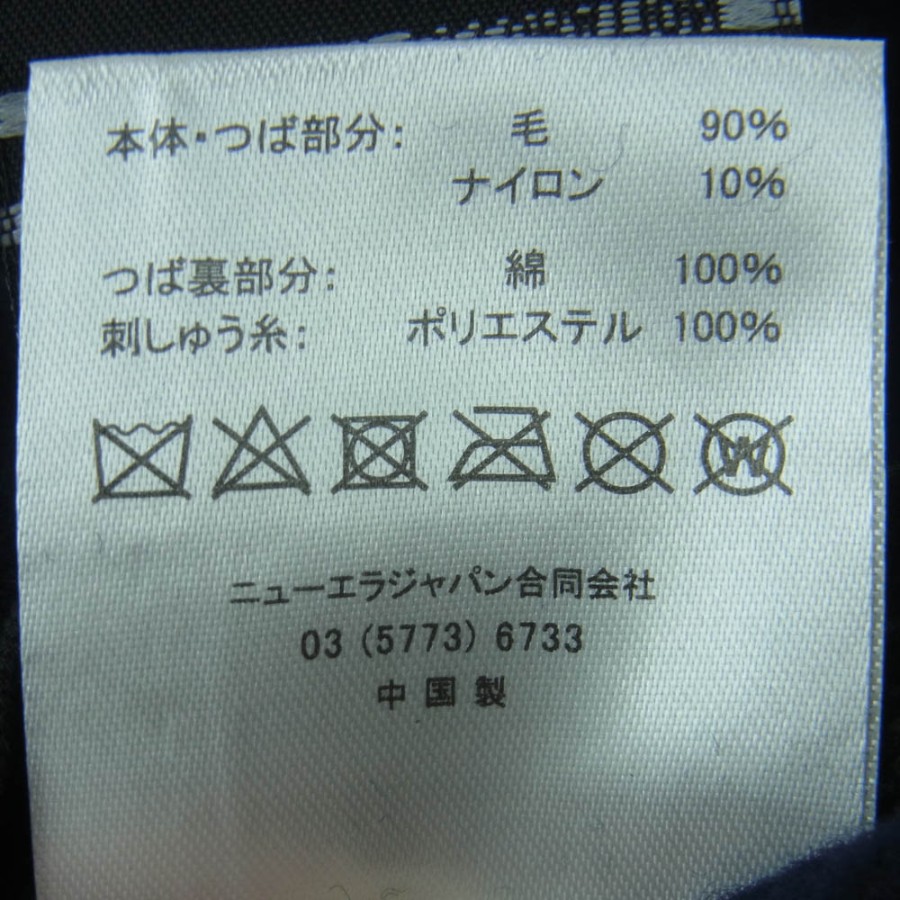 本体・つば部分: 毛 90%
ナイロン 10%
つば裏部分: 綿 100%
刺しゅう糸: ポリエステル 100%
W
ニューエラジャパン合同会社
03 (5773) 6733
中国製